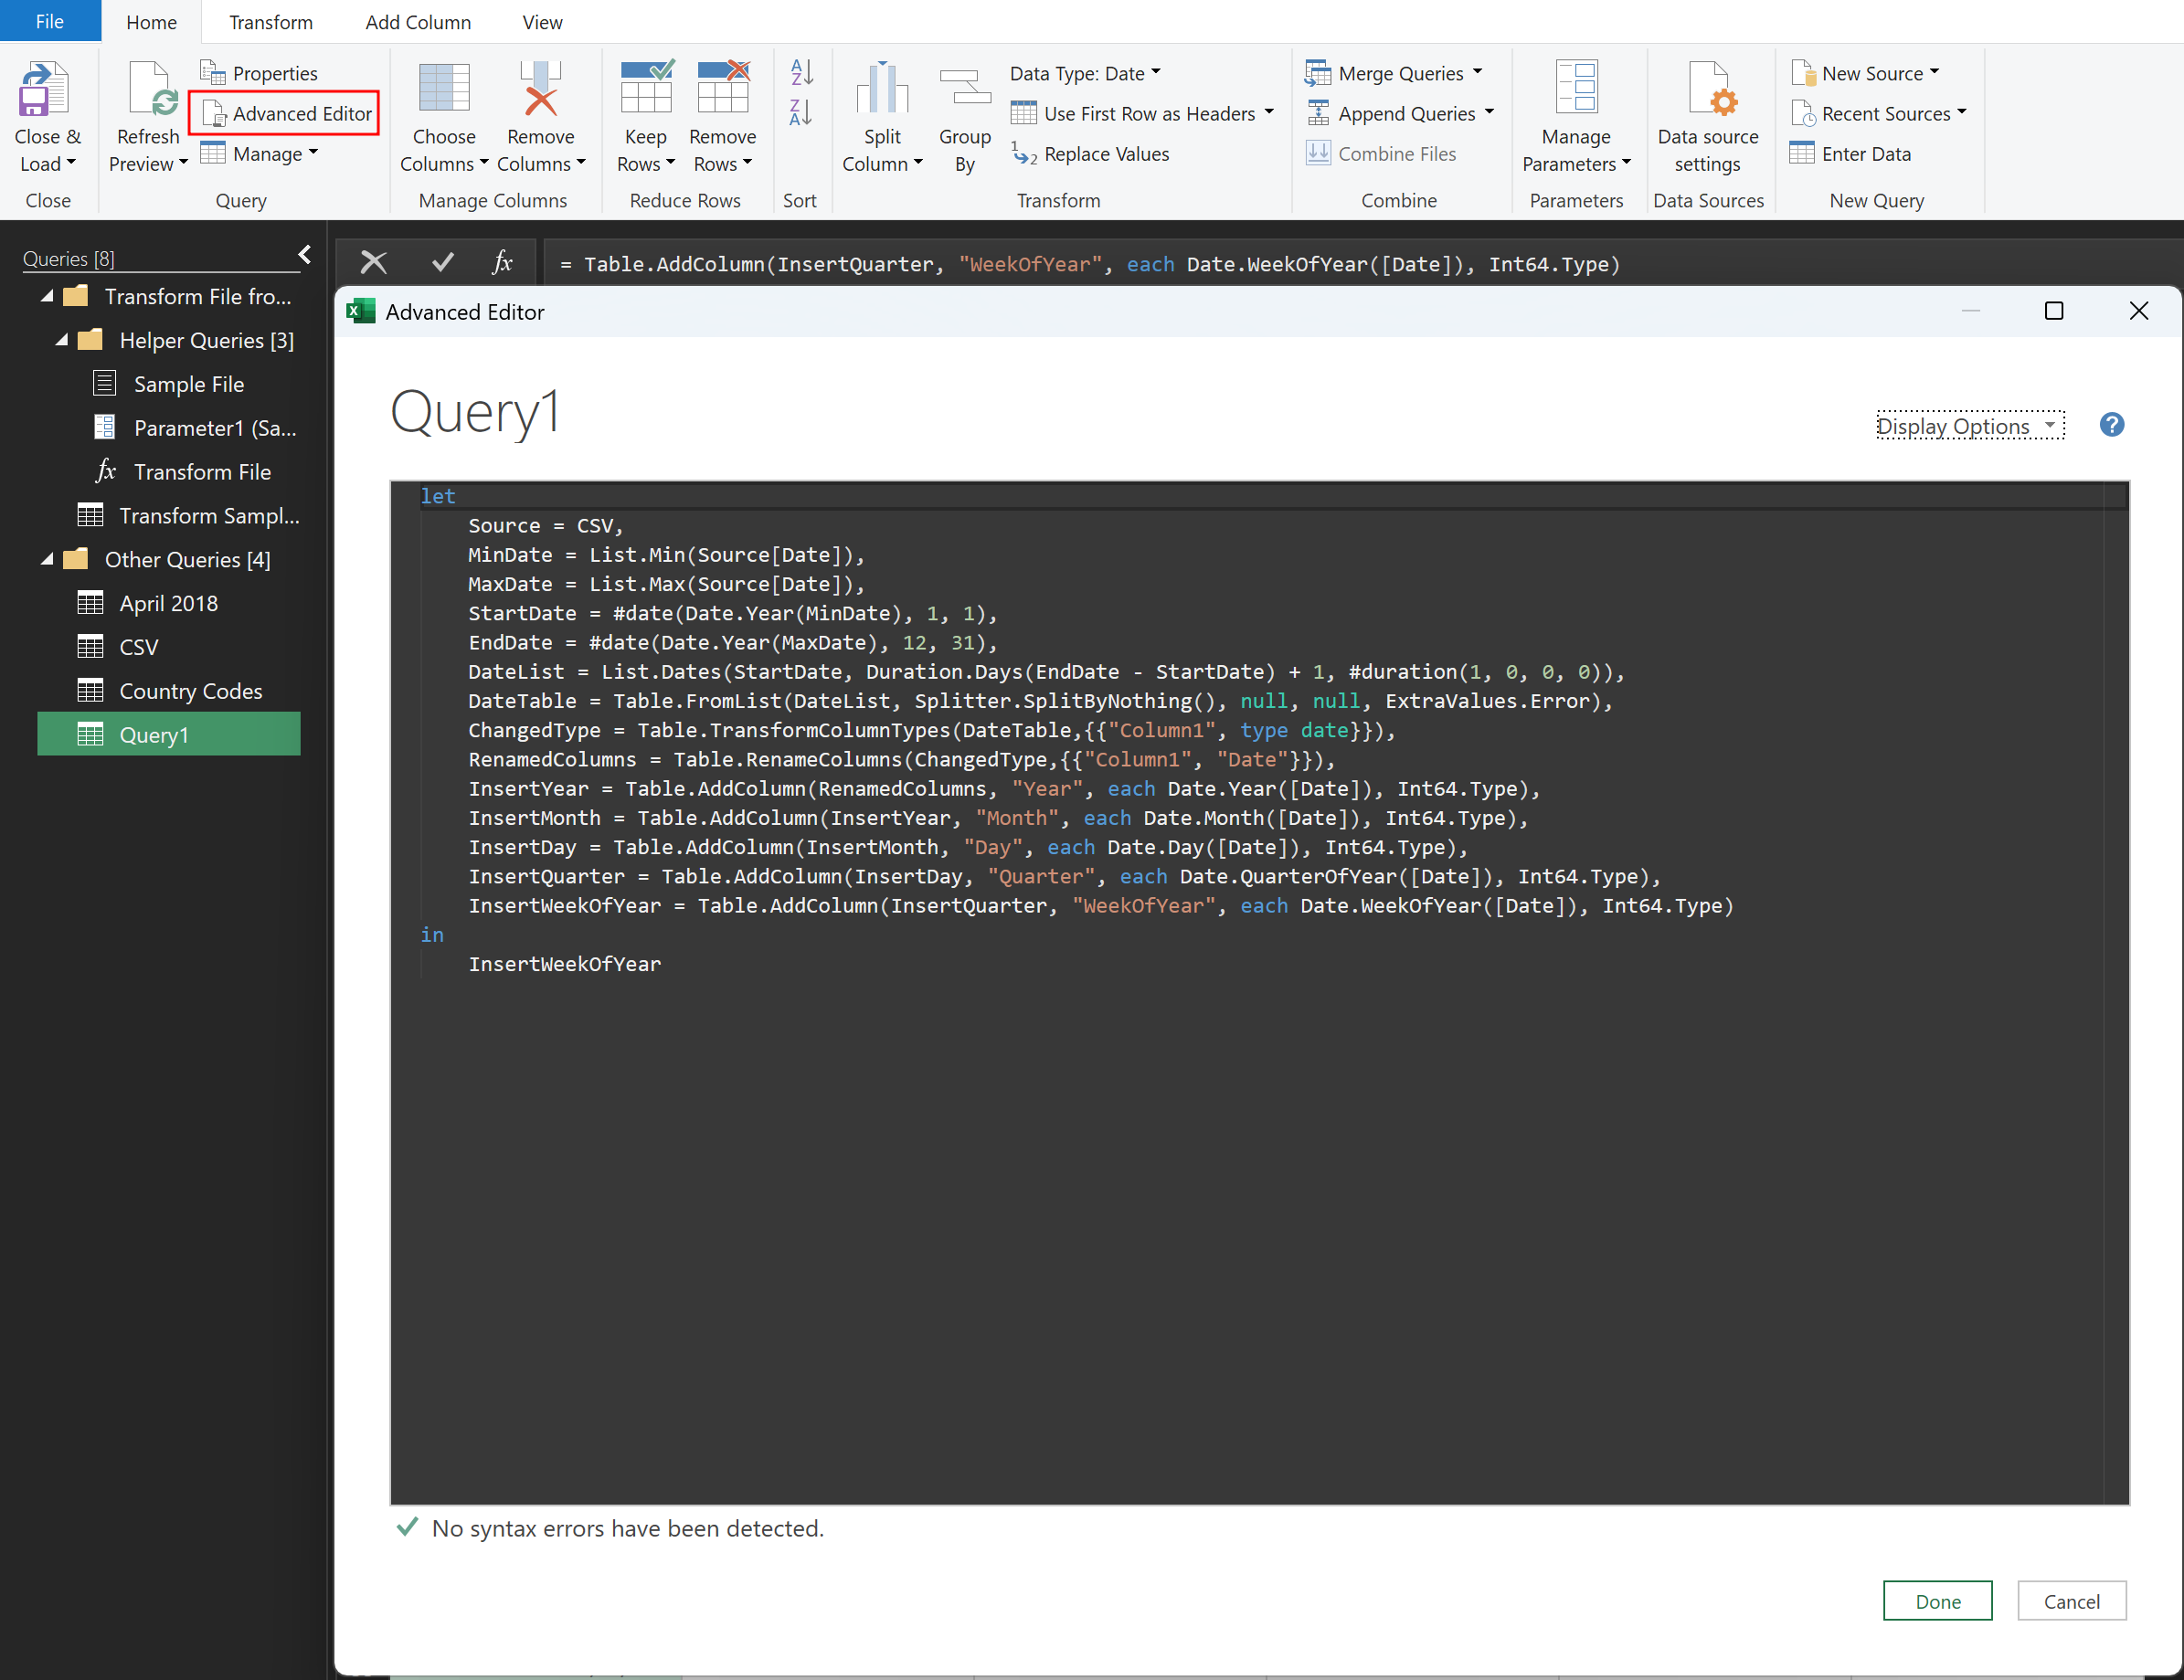 File Home Transform Add Column View
Close & Load
Close
Refresh Preview
Properties
Advanced Editor
Manage
Query
Choose Columns
Remove Columns
Manage Columns
Keep Rows
Remove Rows
Reduce Rows
A Z
Z A
Sort
Split Column
Group By
Data Type: Date
Use First Row as Headers
1 2 Replace Values
Transform
Merge Queries
Append Queries
Combine Files
Combine
Manage Parameters
Parameters
Data source settings
Data Sources
New Source
Recent Sources
Enter Data
New Query
Queries [8]
Transform File fro...
Helper Queries [3]
Sample File
Parameter1 (Sa...
fx Transform File
Transform Sampl...
Other Queries [4]
April 2018
CSV
Country Codes
Query1
fx = Table.AddColumn(InsertQuarter, "WeekOfYear", each Date.WeekOfYear([Date]), Int64.Type)
X Advanced Editor
Query1
Display Options ?
let
    Source = CSV,
    MinDate = List.Min(Source[Date]),
    MaxDate = List.Max(Source[Date]),
    StartDate = #date(Date.Year(MinDate), 1, 1),
    EndDate = #date(Date.Year(MaxDate), 12, 31),
    DateList = List.Dates(StartDate, Duration.Days(EndDate - StartDate) + 1, #duration(1, 0, 0, 0)),
    DateTable = Table.FromList(DateList, Splitter.SplitByNothing(), null, null, ExtraValues.Error),
    ChangedType = Table.TransformColumnTypes(DateTable,{{"Column1", type date}}),
    RenamedColumns = Table.RenameColumns(ChangedType,{{"Column1", "Date"}}),
    InsertYear = Table.AddColumn(RenamedColumns, "Year", each Date.Year([Date]), Int64.Type),
    InsertMonth = Table.AddColumn(InsertYear, "Month", each Date.Month([Date]), Int64.Type),
    InsertDay = Table.AddColumn(InsertMonth, "Day", each Date.Day([Date]), Int64.Type),
    InsertQuarter = Table.AddColumn(InsertDay, "Quarter", each Date.QuarterOfYear([Date]), Int64.Type),
    InsertWeekOfYear = Table.AddColumn(InsertQuarter, "WeekOfYear", each Date.WeekOfYear([Date]), Int64.Type)
in
    InsertWeekOfYear
No syntax errors have been detected.
Done Cancel